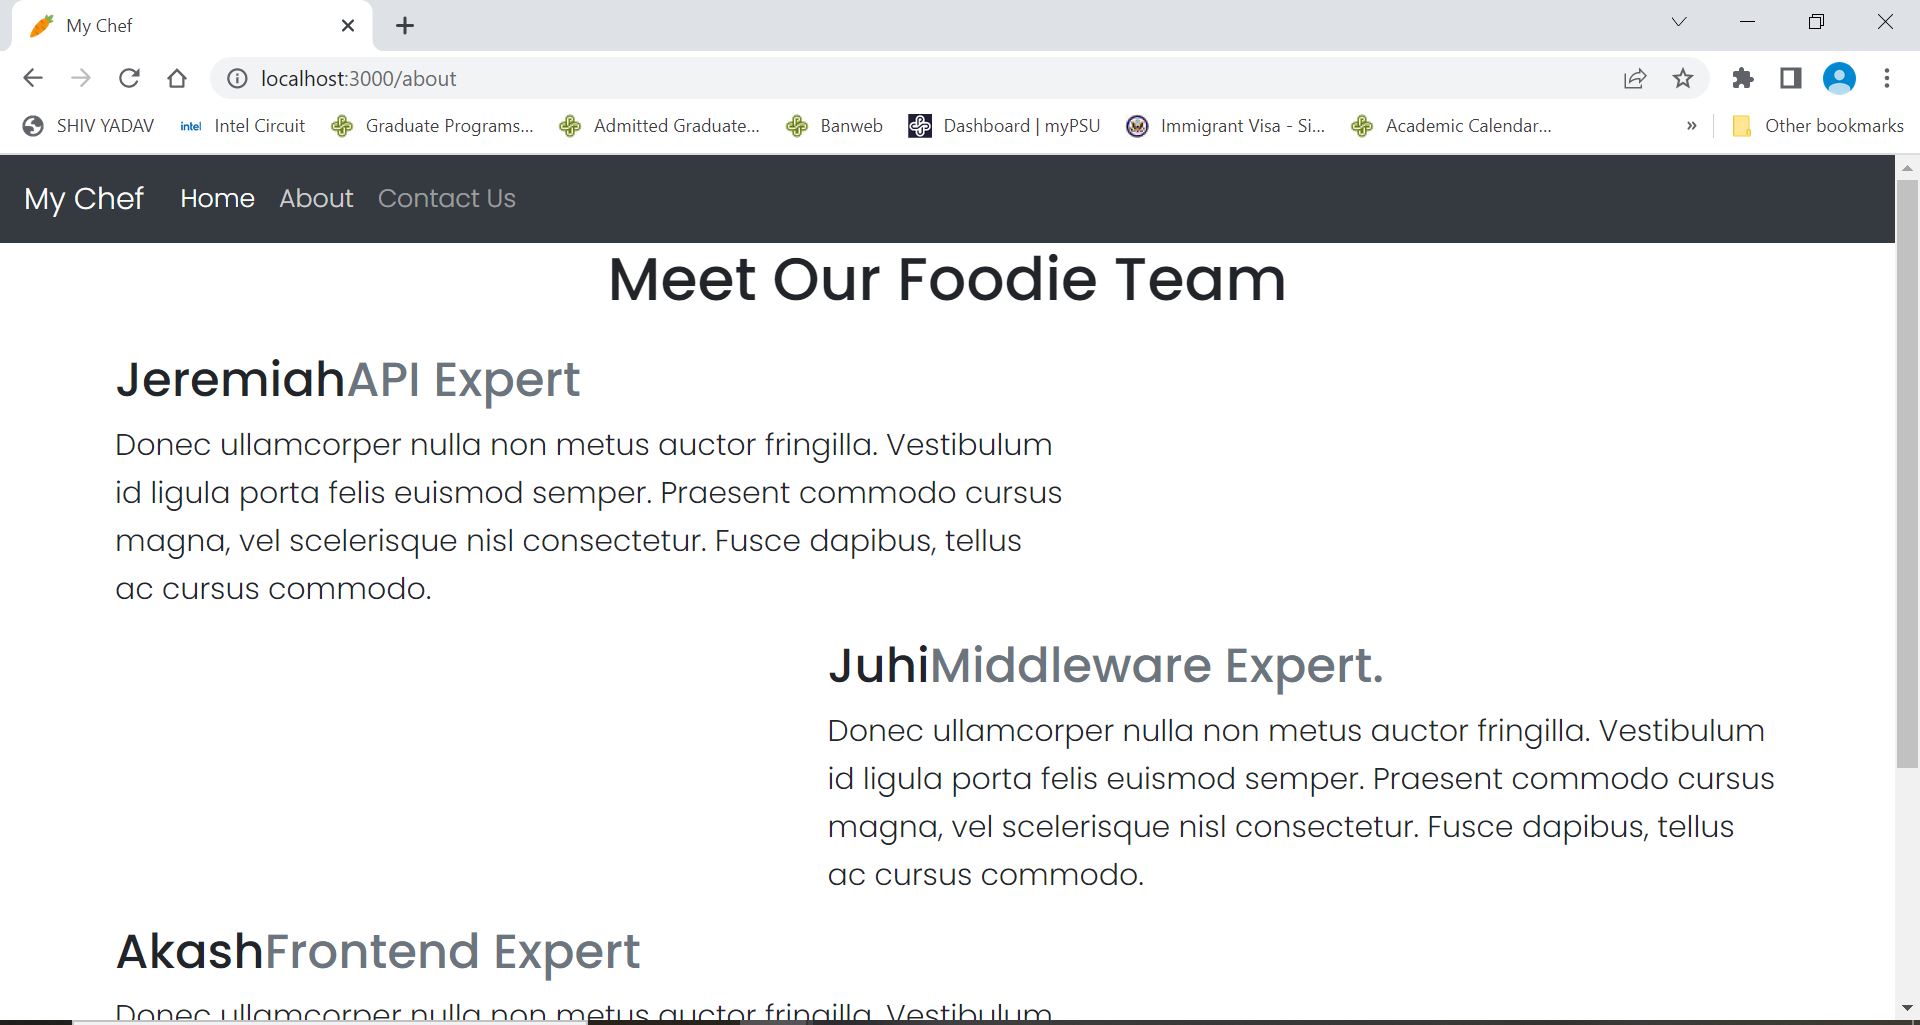 My Chef
localhost:3000/about
SHIV YADAV intel Intel Circuit Graduate Programs... Admitted Graduate... Banweb Dashboard | myPSU Immigrant Visa - Si... Academic Calendar... » Other bookmarks
My Chef Home About Contact Us
Meet Our Foodie Team
JeremiahAPI Expert
Donec ullamcorper nulla non metus auctor fringilla. Vestibulum
id ligula porta felis euismod semper. Praesent commodo cursus
magna, vel scelerisque nisl consectetur. Fusce dapibus, tellus
ac cursus commodo.
JuhiMiddleware Expert.
Donec ullamcorper nulla non metus auctor fringilla. Vestibulum
id ligula porta felis euismod semper. Praesent commodo cursus
magna, vel scelerisque nisl consectetur. Fusce dapibus, tellus
ac cursus commodo.
AkashFrontend Expert
Donec ullamcorper nulla non metus auctor fringilla. Vestibulum